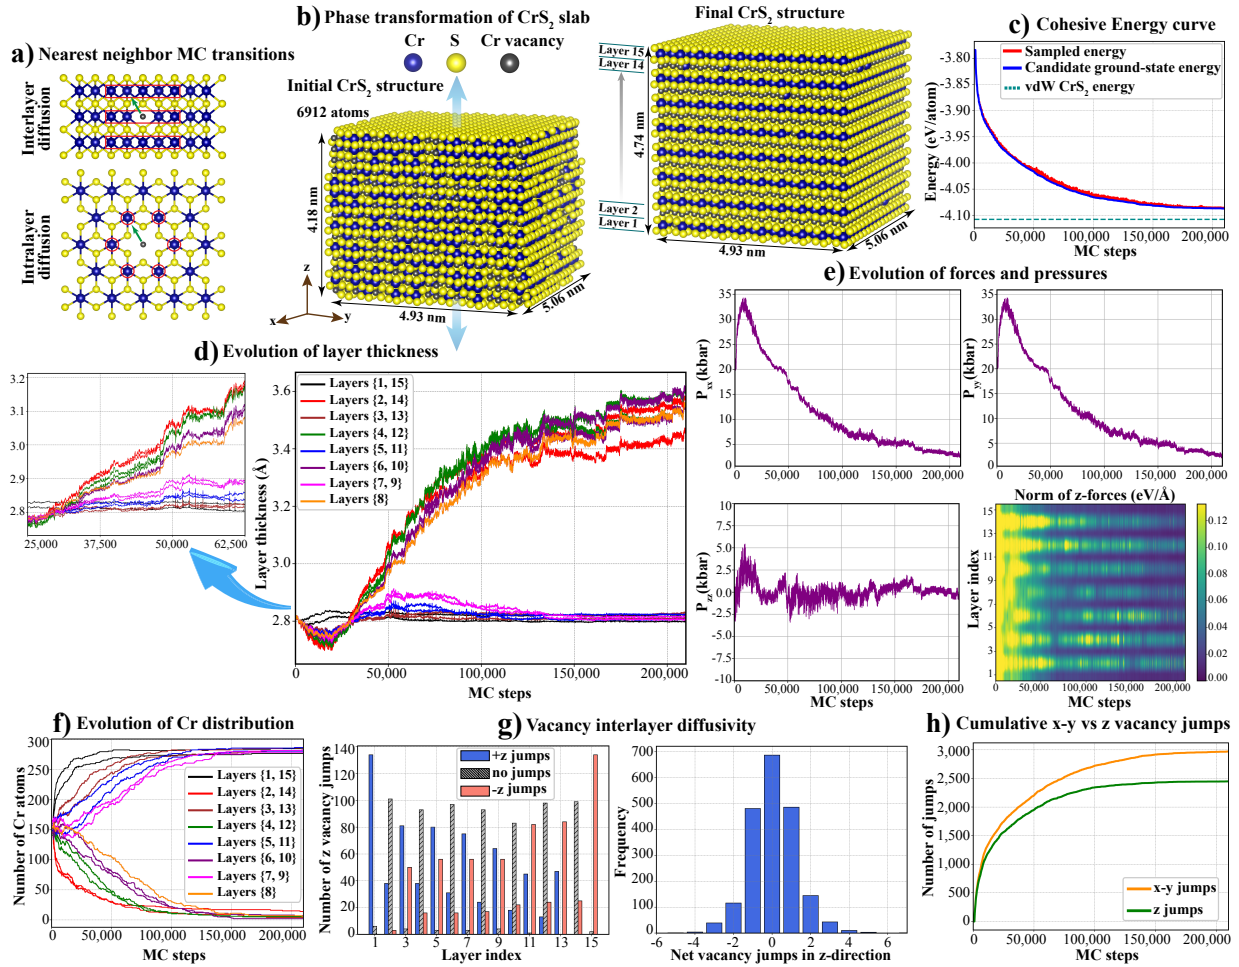 a) Nearest neighbor MC transitions
Interlayer
diffusion
Intralayer
diffusion
b) Phase transformation of CrS₂ slab
Cr
S
Cr vacancy
Initial CrS₂ structure
6912 atoms
4.18 nm
4.93 nm
5.06 nm
z
x
y
Final CrS₂ structure
Layer 15
Layer 14
4.74 nm
Layer 2
Layer 1
4.93 nm
5.06 nm
c) Cohesive Energy curve
Sampled energy
Candidate ground-state energy
vdW CrS₂ energy
Energy (eV/atom)
-3.80
-3.85
-3.90
-3.95
-4.00
-4.05
-4.10
0
50,000
100,000
150,000
200,000
MC steps
d) Evolution of layer thickness
3.2
3.1
3.0
2.9
2.8
25,000
37,500
50,000
62,500
Layers {1, 15}
Layers {2, 14}
Layers {3, 13}
Layers {4, 12}
Layers {5, 11}
Layers {6, 10}
Layers {7, 9}
Layers {8}
Layer thickness (Å)
3.6
3.4
3.2
3.0
2.8
0
50,000
100,000
150,000
200,000
MC steps
e) Evolution of forces and pressures
Pxx(kbar)
35
30
25
20
15
10
5
0
0
50,000
100,000
150,000
200,000
Pyy(kbar)
35
30
25
20
15
10
5
0
0
50,000
100,000
150,000
200,000
Pzz(kbar)
10
7.5
5.0
2.5
0.0
-2.5
-5.0
-7.5
-10
0
50,000
100,000
150,000
200,000
MC steps
Norm of z-forces (eV/Å)
Layer index
15
13
11
9
7
5
3
1
0
50,000
100,000
150,000
200,000
MC steps
0.12
0.10
0.08
0.06
0.04
0.02
0.00
f) Evolution of Cr distribution
Number of Cr atoms
300
250
200
150
100
50
0
Layers {1, 15}
Layers {2, 14}
Layers {3, 13}
Layers {4, 12}
Layers {5, 11}
Layers {6, 10}
Layers {7, 9}
Layers {8}
0
50,000
100,000
150,000
200,000
MC steps
g) Vacancy interlayer diffusivity
Number of z vacancy jumps
140
120
100
80
60
40
20
0
+z jumps
no jumps
-z jumps
1
3
5
7
9
11
13
15
Layer index
Frequency
700
600
500
400
300
200
100
0
-6
-4
-2
0
2
4
6
Net vacancy jumps in z-direction
h) Cumulative x-y vs z vacancy jumps
Number of jumps
3,000
2,500
2,000
1,500
1,000
500
0
x-y jumps
z jumps
0
50,000
100,000
150,000
200,000
MC steps